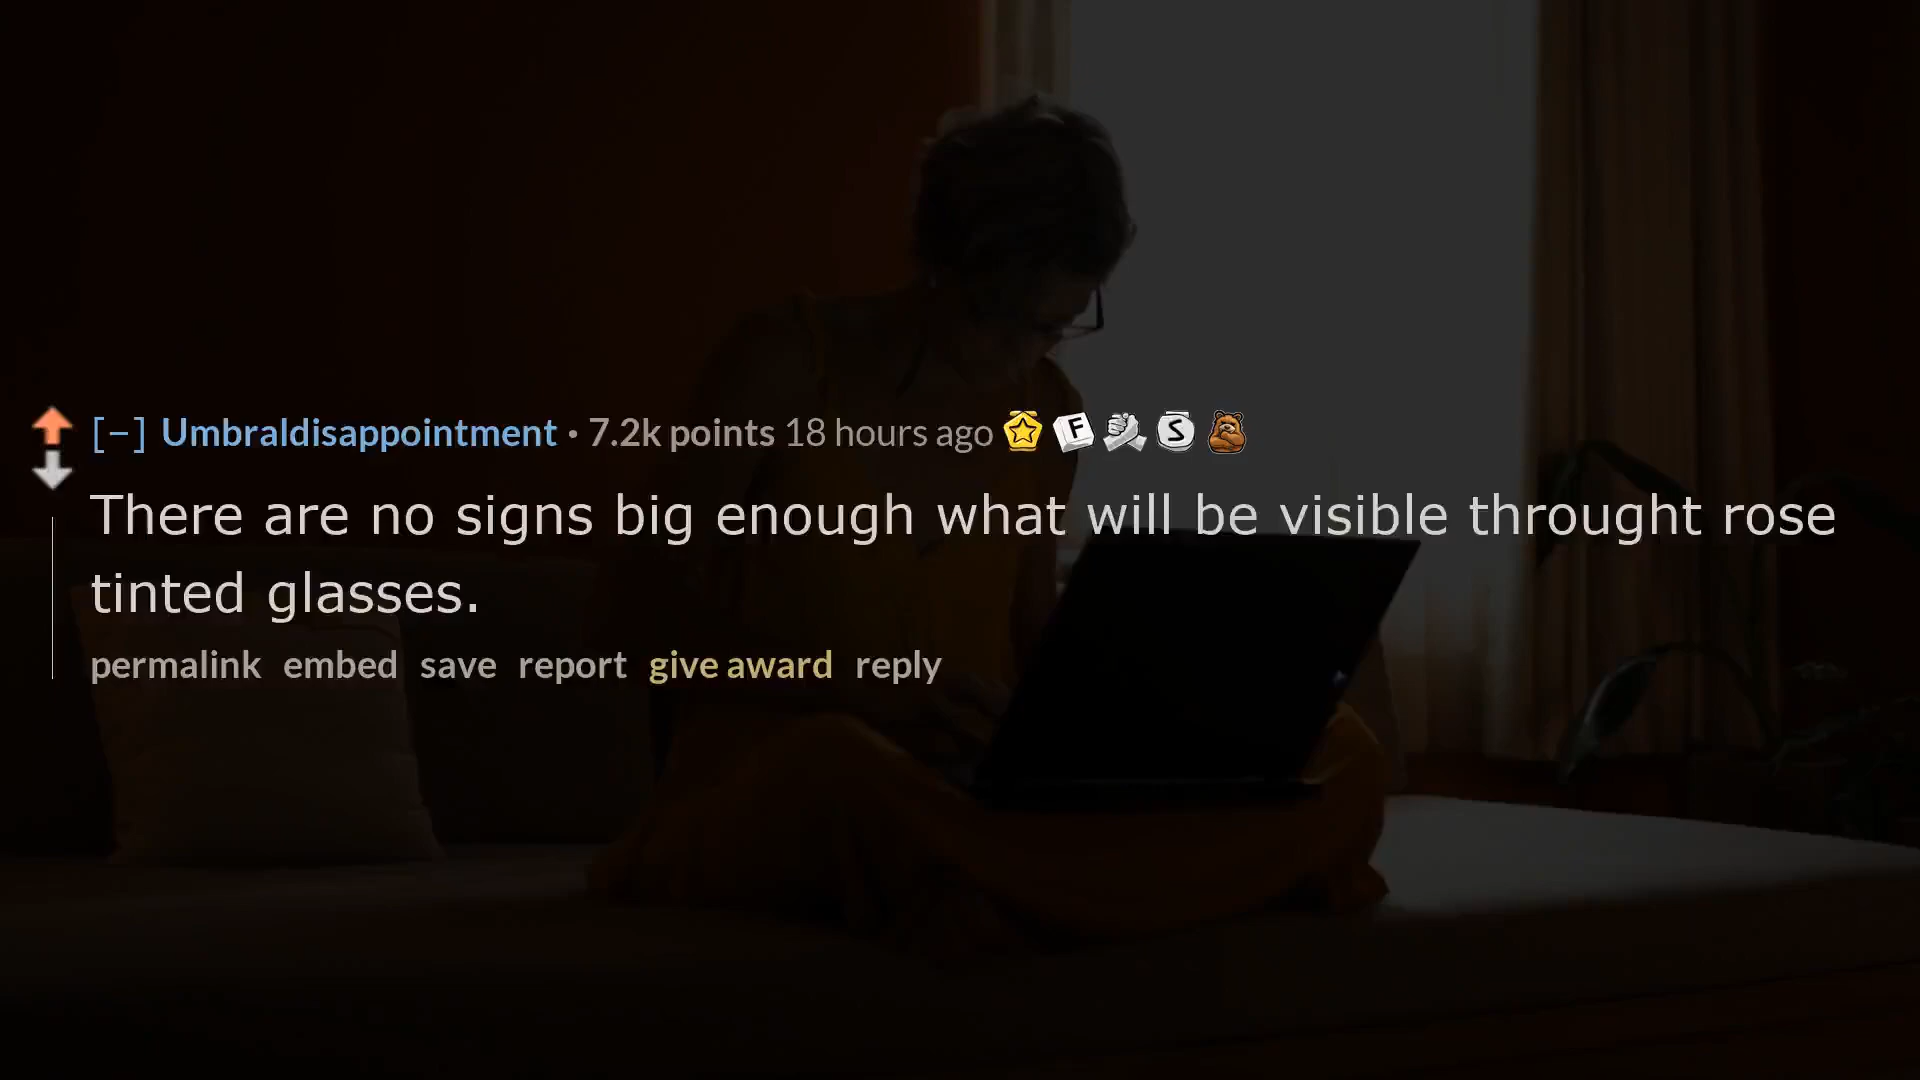 [–] Umbraldisappointment • 7.2k points 18 hours ago F S
There are no signs big enough what will be visible throught rose
tinted glasses.
permalink embed save report give award reply